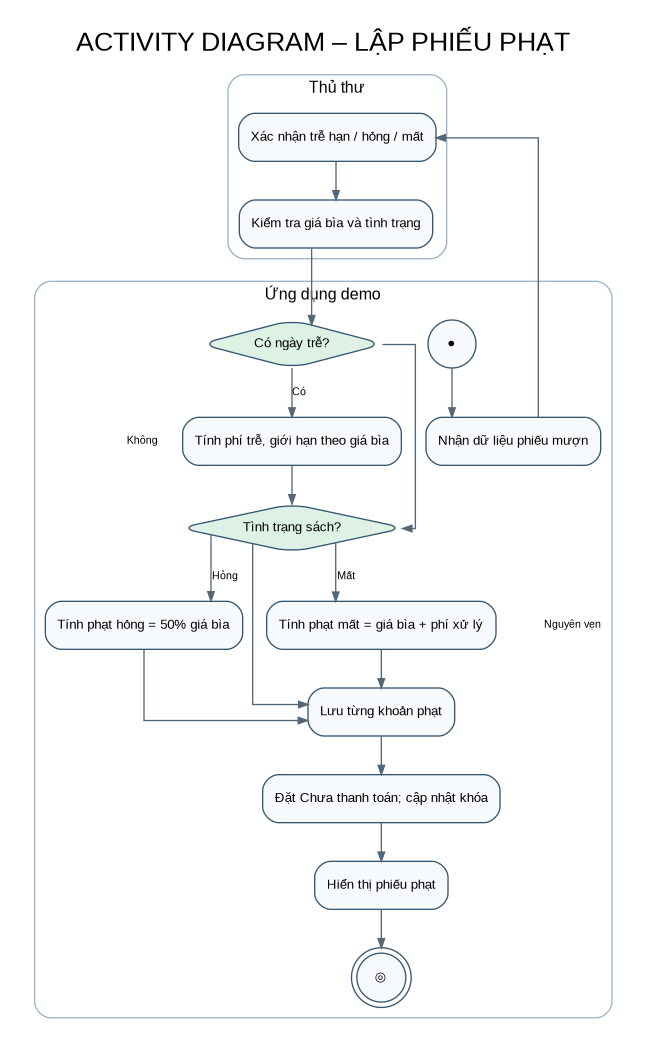 ACTIVITY DIAGRAM – LẬP PHIẾU PHẠT
Thủ thư
Xác nhận trễ hạn / hỏng / mất
Kiểm tra giá bìa và tình trạng
Ứng dụng demo
Có ngày trễ?
Có
Không
Tính phí trễ, giới hạn theo giá bìa
Nhận dữ liệu phiếu mượn
Tình trạng sách?
Hỏng
Mất
Tính phạt hỏng = 50% giá bìa
Tính phạt mất = giá bìa + phí xử lý
Nguyên vẹn
Lưu từng khoản phạt
Đặt Chưa thanh toán; cập nhật khóa
Hiển thị phiếu phạt